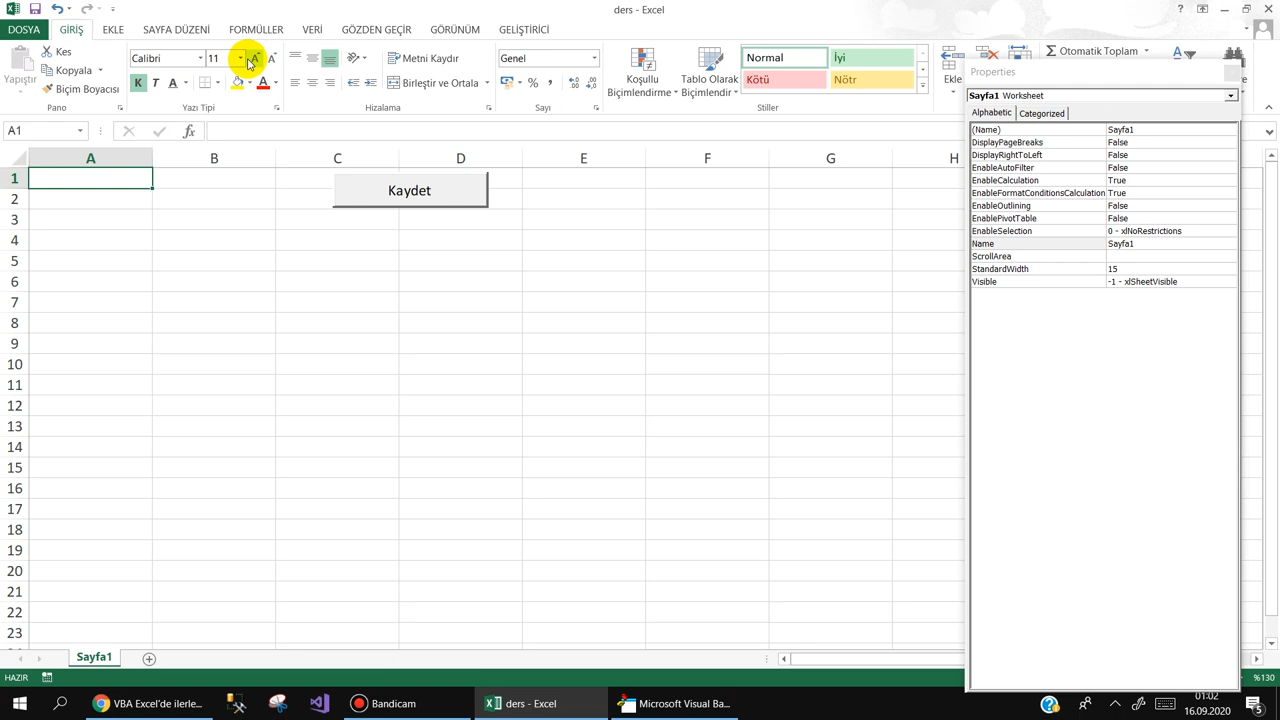 ders - Excel
DOSYA GİRİŞ EKLE SAYFA DÜZENİ FORMÜLLER VERİ GÖZDEN GEÇİR GÖRÜNÜM GELİŞTİRİCİ
Yapıştır
Kes
Kopyala
Biçim Boyacısı
Pano
Calibri 11
K T A
Yazı Tipi
Metni Kaydır
Birleştir ve Ortala
Hizalama
Genel
%
Sayı
Koşullu
Biçimlendirme
Tablo Olarak
Biçimlendir
Normal İyi
Kötü Nötr
Stiller
Ekle
Otomatik Toplam
A1
fx
A B C D E F G H
1
2
3
4
5
6
7
8
9
10
11
12
13
14
15
16
17
18
19
20
21
22
23
Kaydet
Properties
Sayfa1 Worksheet
Alphabetic Categorized
(Name) Sayfa1
DisplayPageBreaks False
DisplayRightToLeft False
EnableAutoFilter False
EnableCalculation True
EnableFormatConditionsCalculation True
EnableOutlining False
EnablePivotTable False
EnableSelection 0 - xlNoRestrictions
Name Sayfa1
ScrollArea
StandardWidth 15
Visible -1 - xlSheetVisible
Sayfa1
HAZIR
%130
VBA Excel'de ilerle...
Bandicam
ders - Excel
Microsoft Visual Ba...
01:02
16.09.2020
5